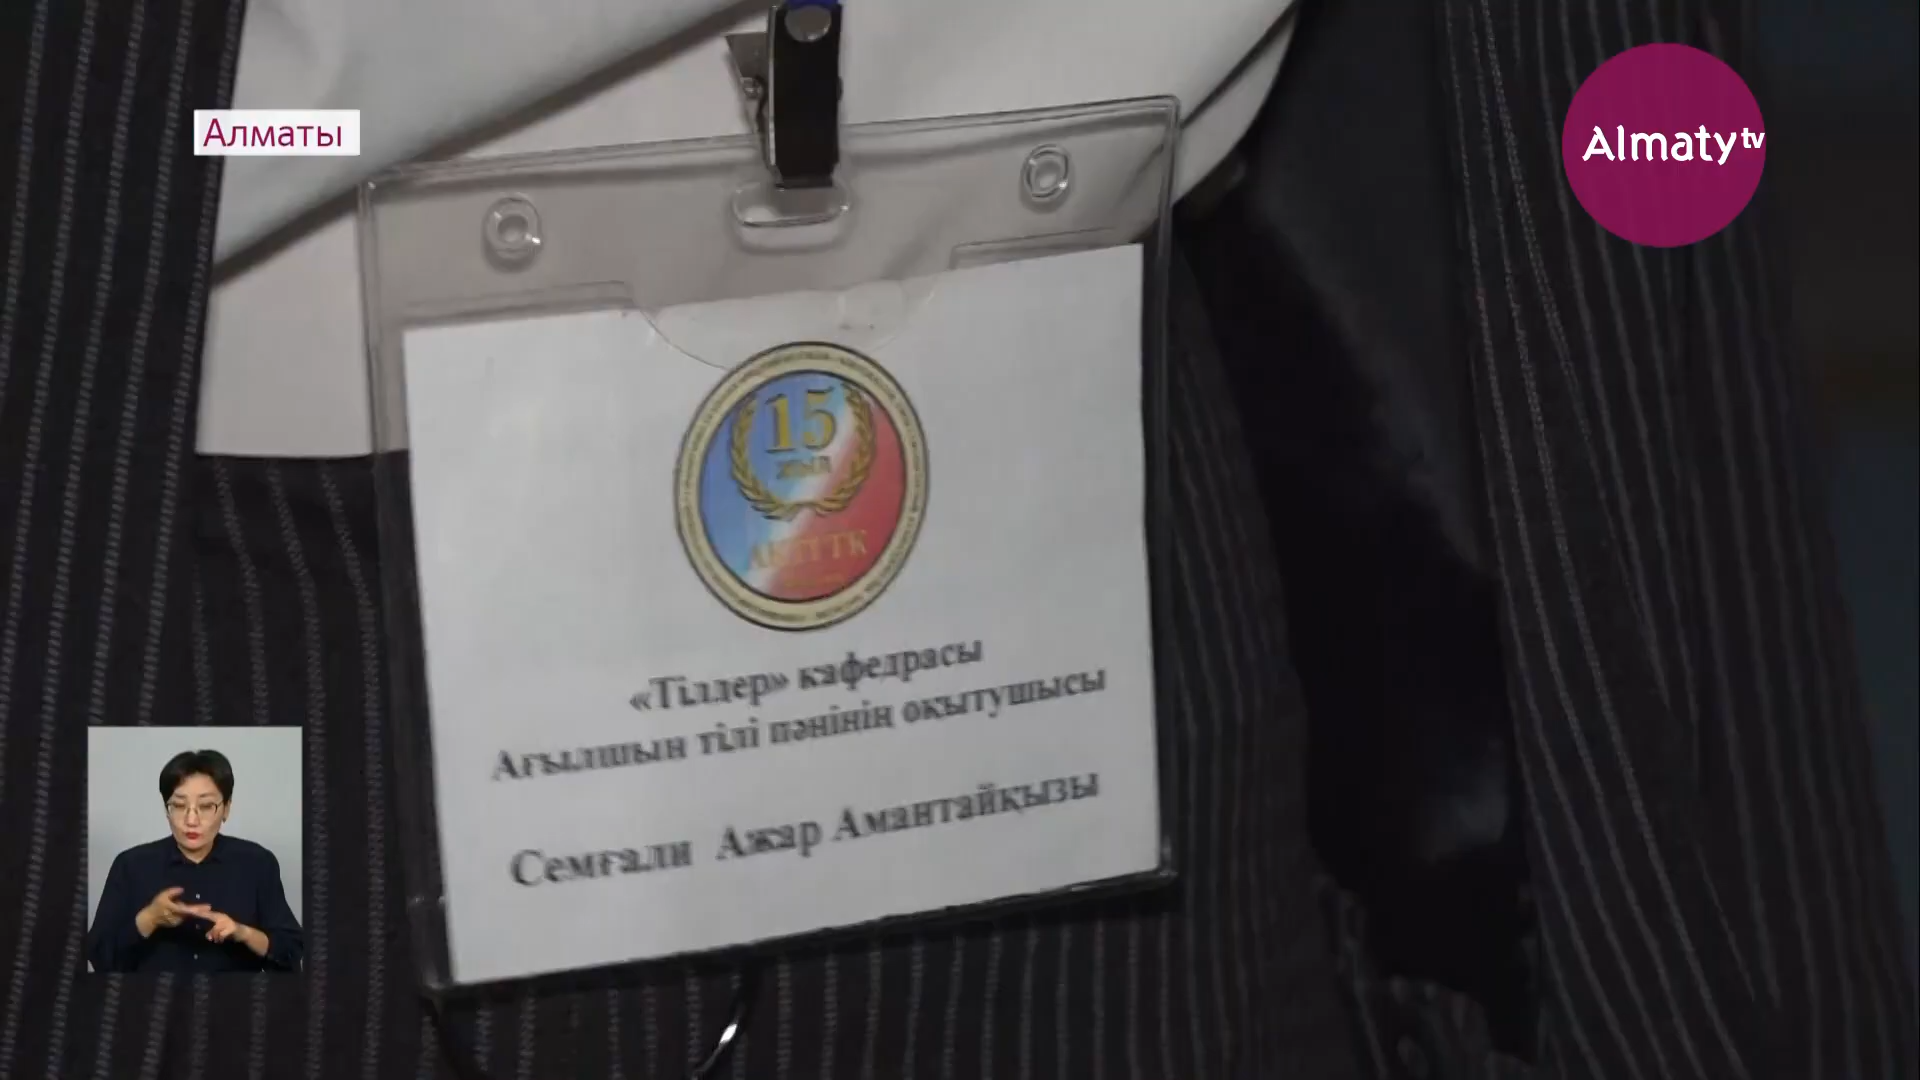 Алматы
Almaty tv
15
жыл
«Тілдер» кафедрасы
Ағылшын тілі пәнінің оқытушысы
Семғали Ажар Амантайқызы